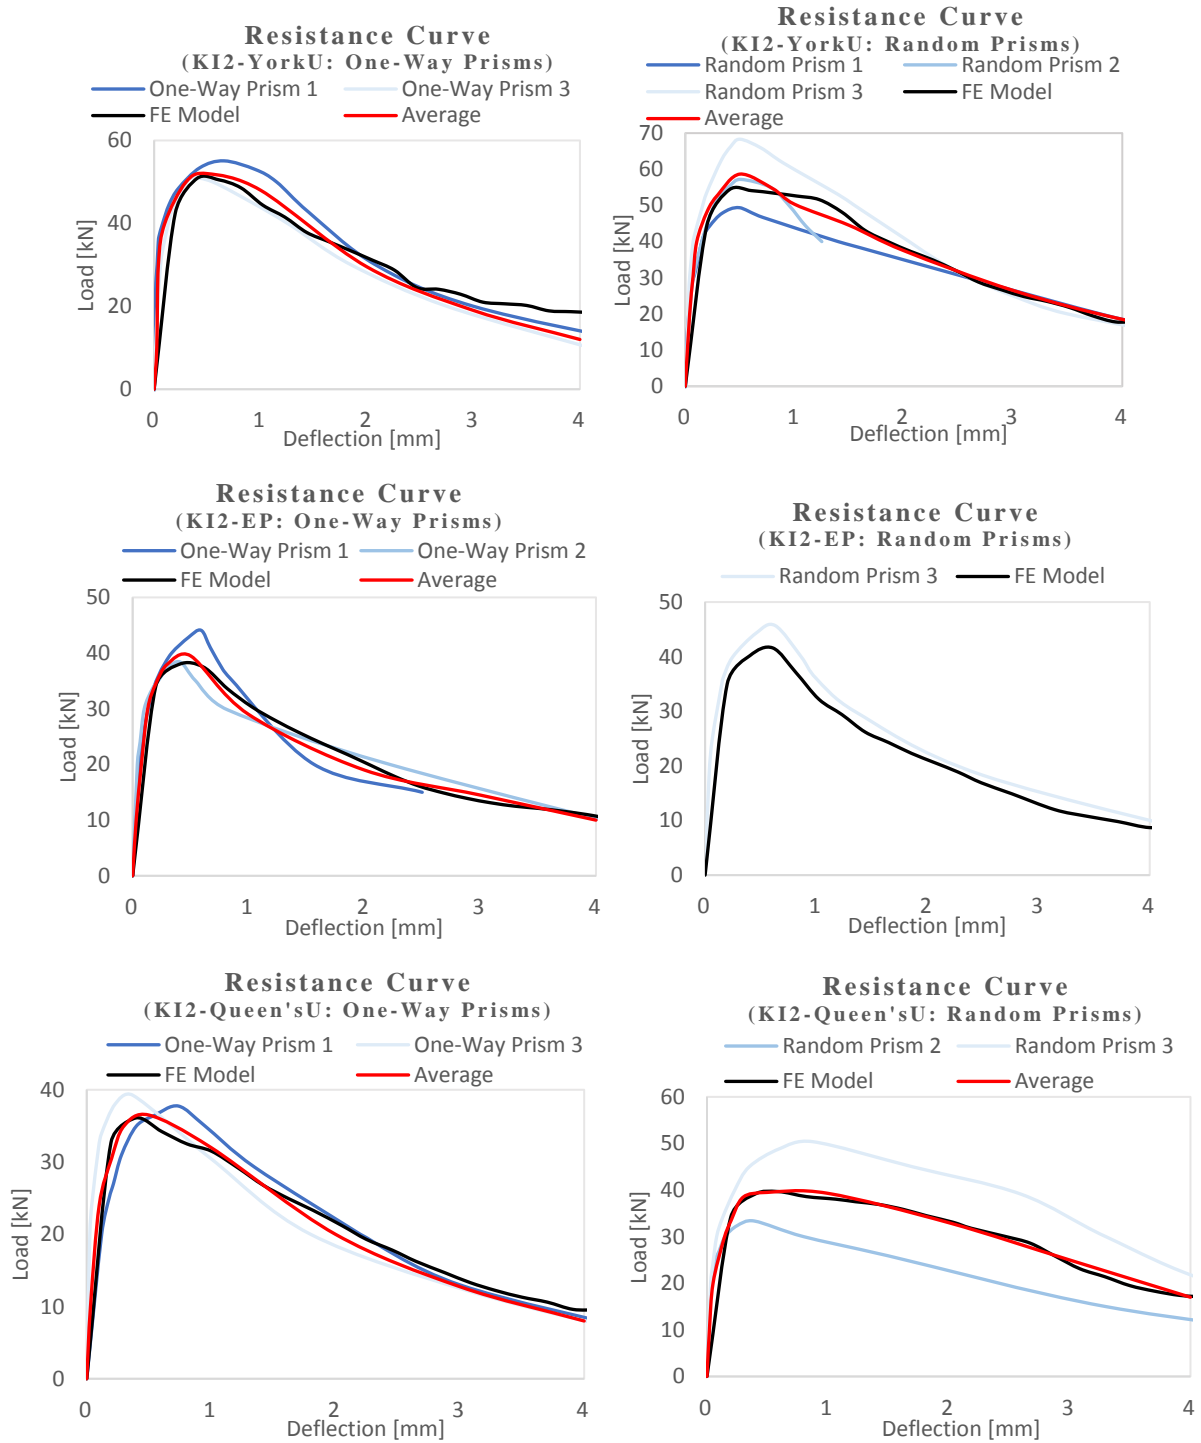 Resistance Curve
(KI2-YorkU: One-Way Prisms)
One-Way Prism 1
One-Way Prism 3
FE Model
Average
60
40
20
0
Load [kN]
0 1 2 3 4
Deflection [mm]
Resistance Curve
(KI2-YorkU: Random Prisms)
Random Prism 1
Random Prism 2
Random Prism 3
FE Model
Average
70
60
50
40
30
20
10
0
Load [kN]
0 1 2 3 4
Deflection [mm]
Resistance Curve
(KI2-EP: One-Way Prisms)
One-Way Prism 1
One-Way Prism 2
FE Model
Average
50
40
30
20
10
0
Load [kN]
0 1 2 3 4
Deflection [mm]
Resistance Curve
(KI2-EP: Random Prisms)
Random Prism 3
FE Model
50
40
30
20
10
0
Load [kN]
0 1 2 3 4
Deflection [mm]
Resistance Curve
(KI2-Queen'sU: One-Way Prisms)
One-Way Prism 1
One-Way Prism 3
FE Model
Average
40
30
20
10
0
Load [kN]
0 1 2 3 4
Deflection [mm]
Resistance Curve
(KI2-Queen'sU: Random Prisms)
Random Prism 2
Random Prism 3
FE Model
Average
60
50
40
30
20
10
0
Load [kN]
0 1 2 3 4
Deflection [mm]